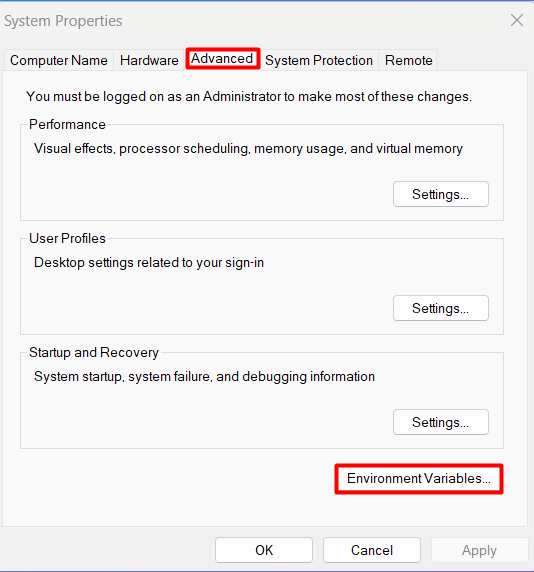 System Properties
Computer Name Hardware Advanced System Protection Remote
You must be logged on as an Administrator to make most of these changes.
Performance
Visual effects, processor scheduling, memory usage, and virtual memory
Settings...
User Profiles
Desktop settings related to your sign-in
Settings...
Startup and Recovery
System startup, system failure, and debugging information
Settings...
Environment Variables...
OK Cancel Apply